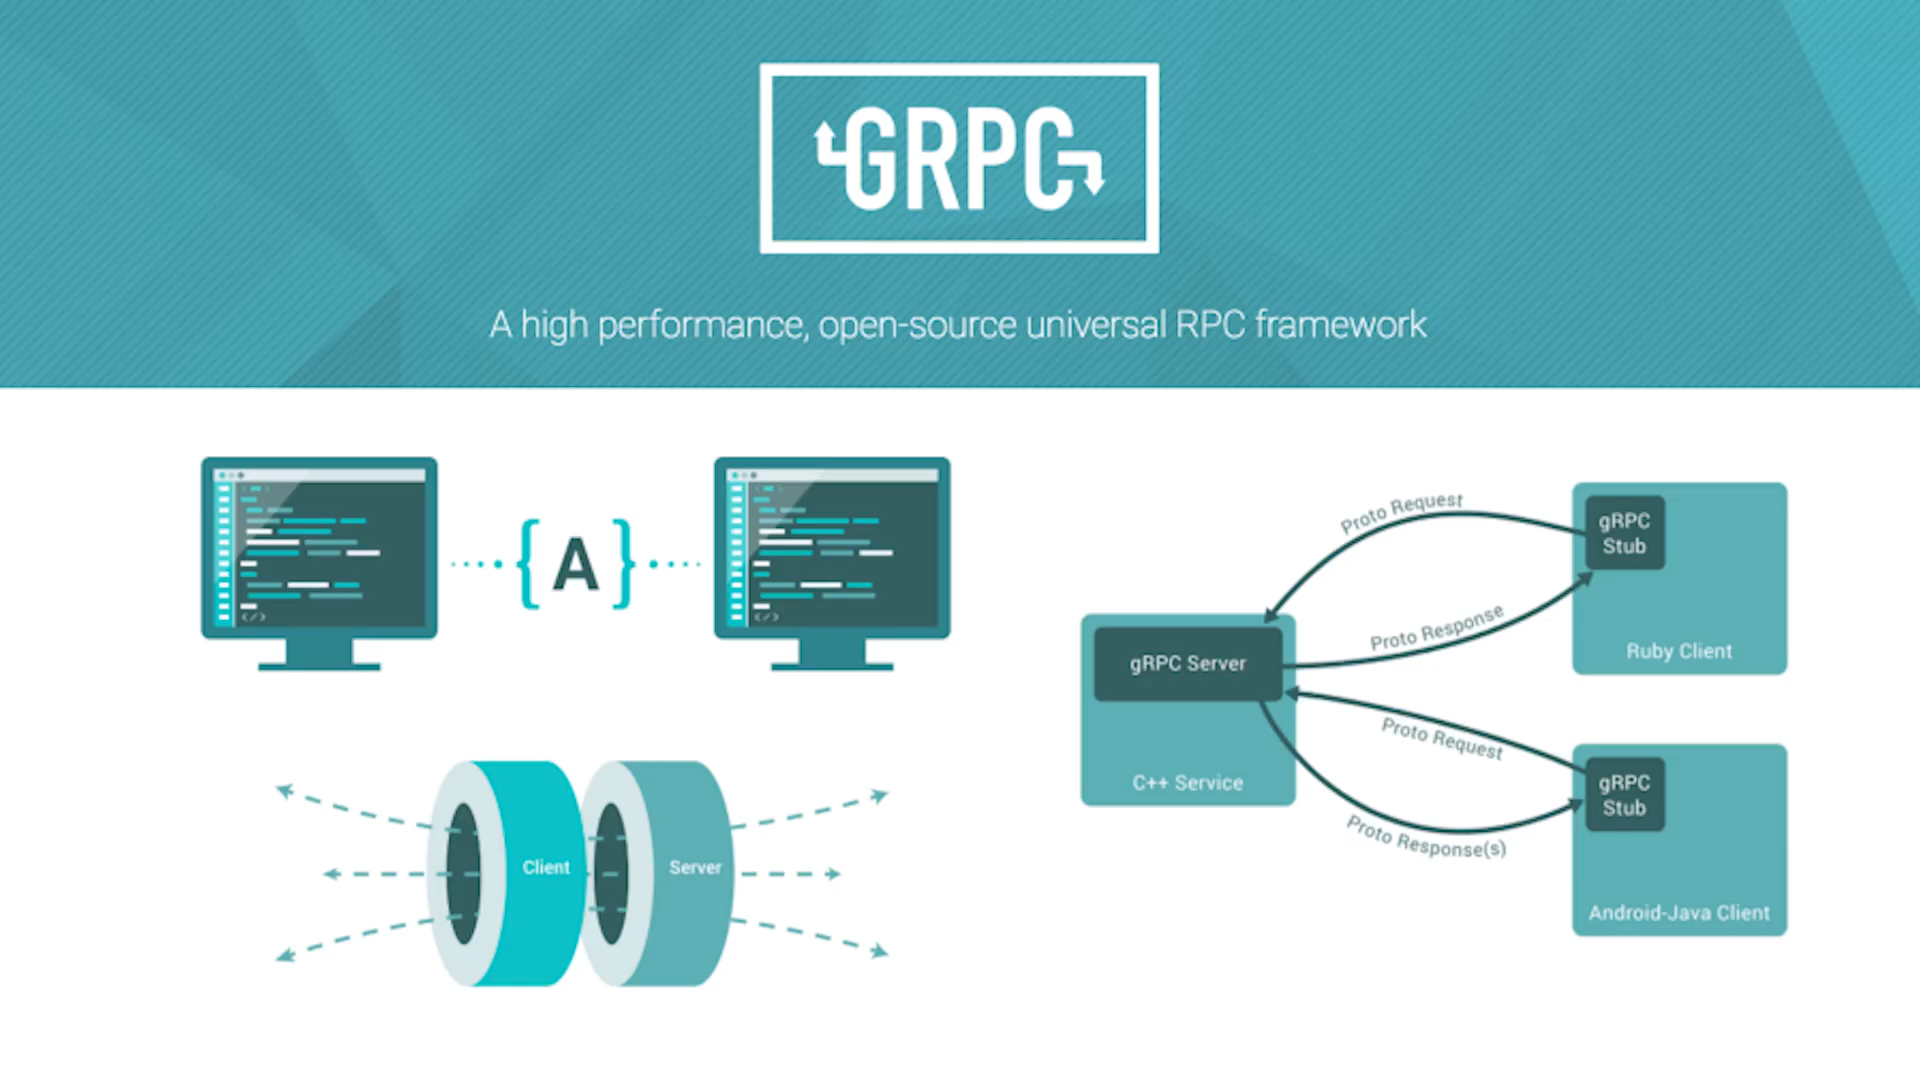 GRPC
A high performance, open-source universal RPC framework
{ A }
</>
</>
Client
Server
Proto Request
gRPC
Stub
Proto Response
Ruby Client
gRPC Server
C++ Service
Proto Request
gRPC
Stub
Proto Response(s)
Android-Java Client